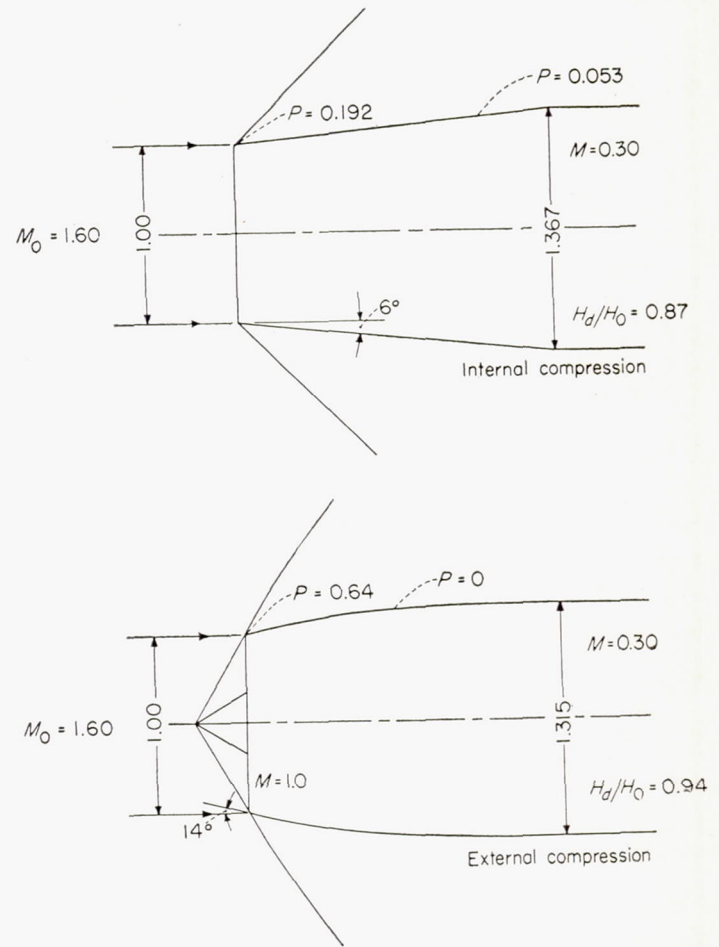 P = 0.053
P = 0.192
M = 0.30
M₀ = 1.60
1.00
1.367
6°
H_d/H₀ = 0.87
Internal compression
P = 0
P = 0.64
M = 0.30
M₀ = 1.60
1.00
1.315
M = 1.0
H_d/H₀ = 0.94
14°
External compression